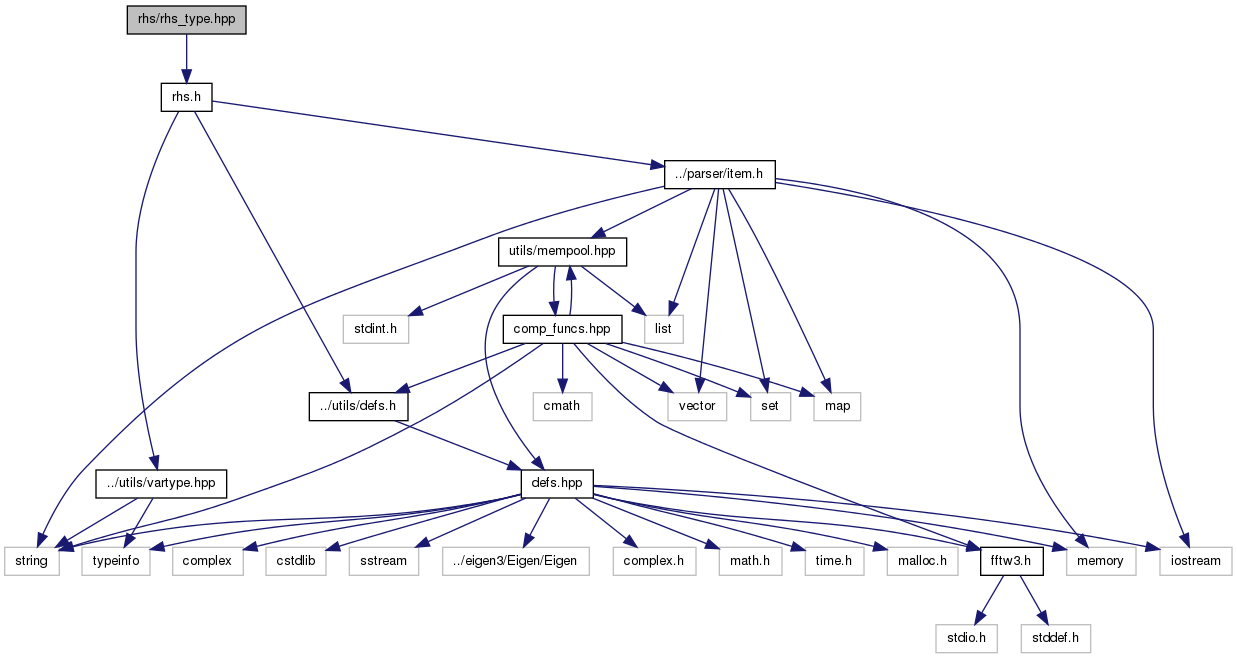 rhs/rhs_type.hpp
rhs.h
../parser/item.h
utils/mempool.hpp
stdint.h
comp_funcs.hpp
list
../utils/defs.h
cmath
vector
set
map
../utils/vartype.hpp
defs.hpp
string
typeinfo
complex
cstdlib
sstream
../eigen3/Eigen/Eigen
complex.h
math.h
time.h
malloc.h
fftw3.h
memory
iostream
stdio.h
stddef.h